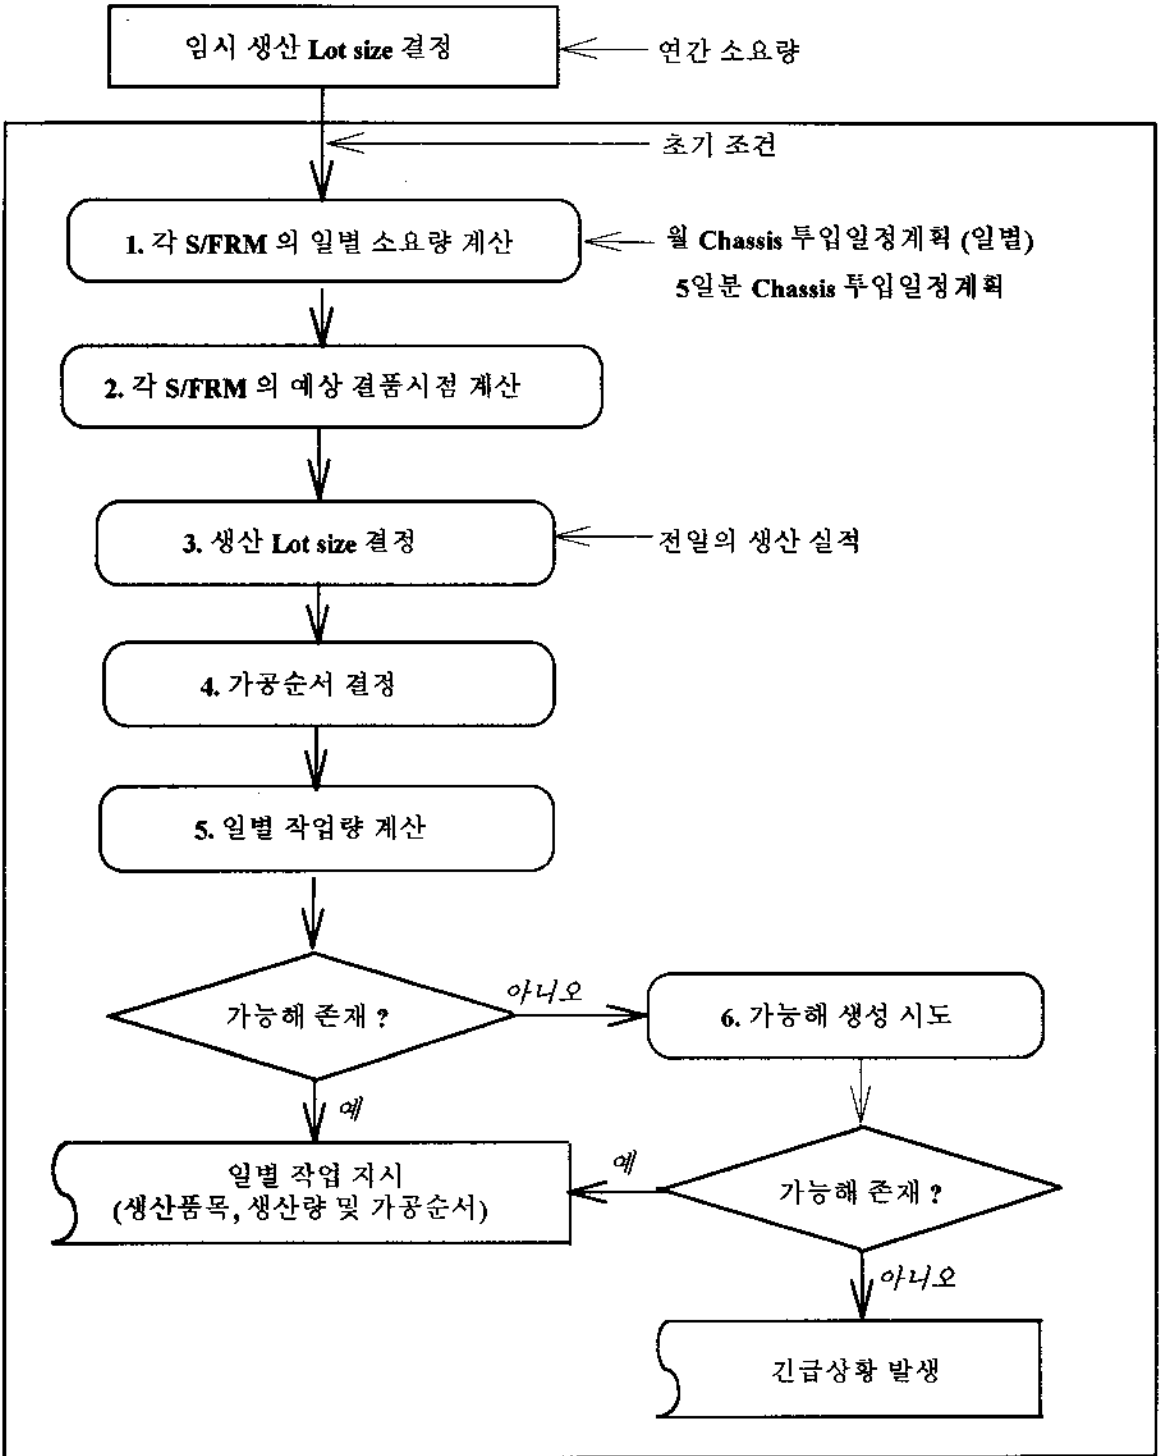 임시 생산 Lot size 결정
연간 소요량
초기 조건
1. 각 S/FRM 의 일별 소요량 계산
월 Chassis 투입일정계획 (일별)
5일분 Chassis 투입일정계획
2. 각 S/FRM 의 예상 결품시점 계산
3. 생산 Lot size 결정
전일의 생산 실적
4. 가공순서 결정
5. 일별 작업량 계산
가능해 존재 ?
아니오
6. 가능해 생성 시도
예
일별 작업 지시
(생산품목, 생산량 및 가공순서)
예
가능해 존재 ?
아니오
긴급상황 발생